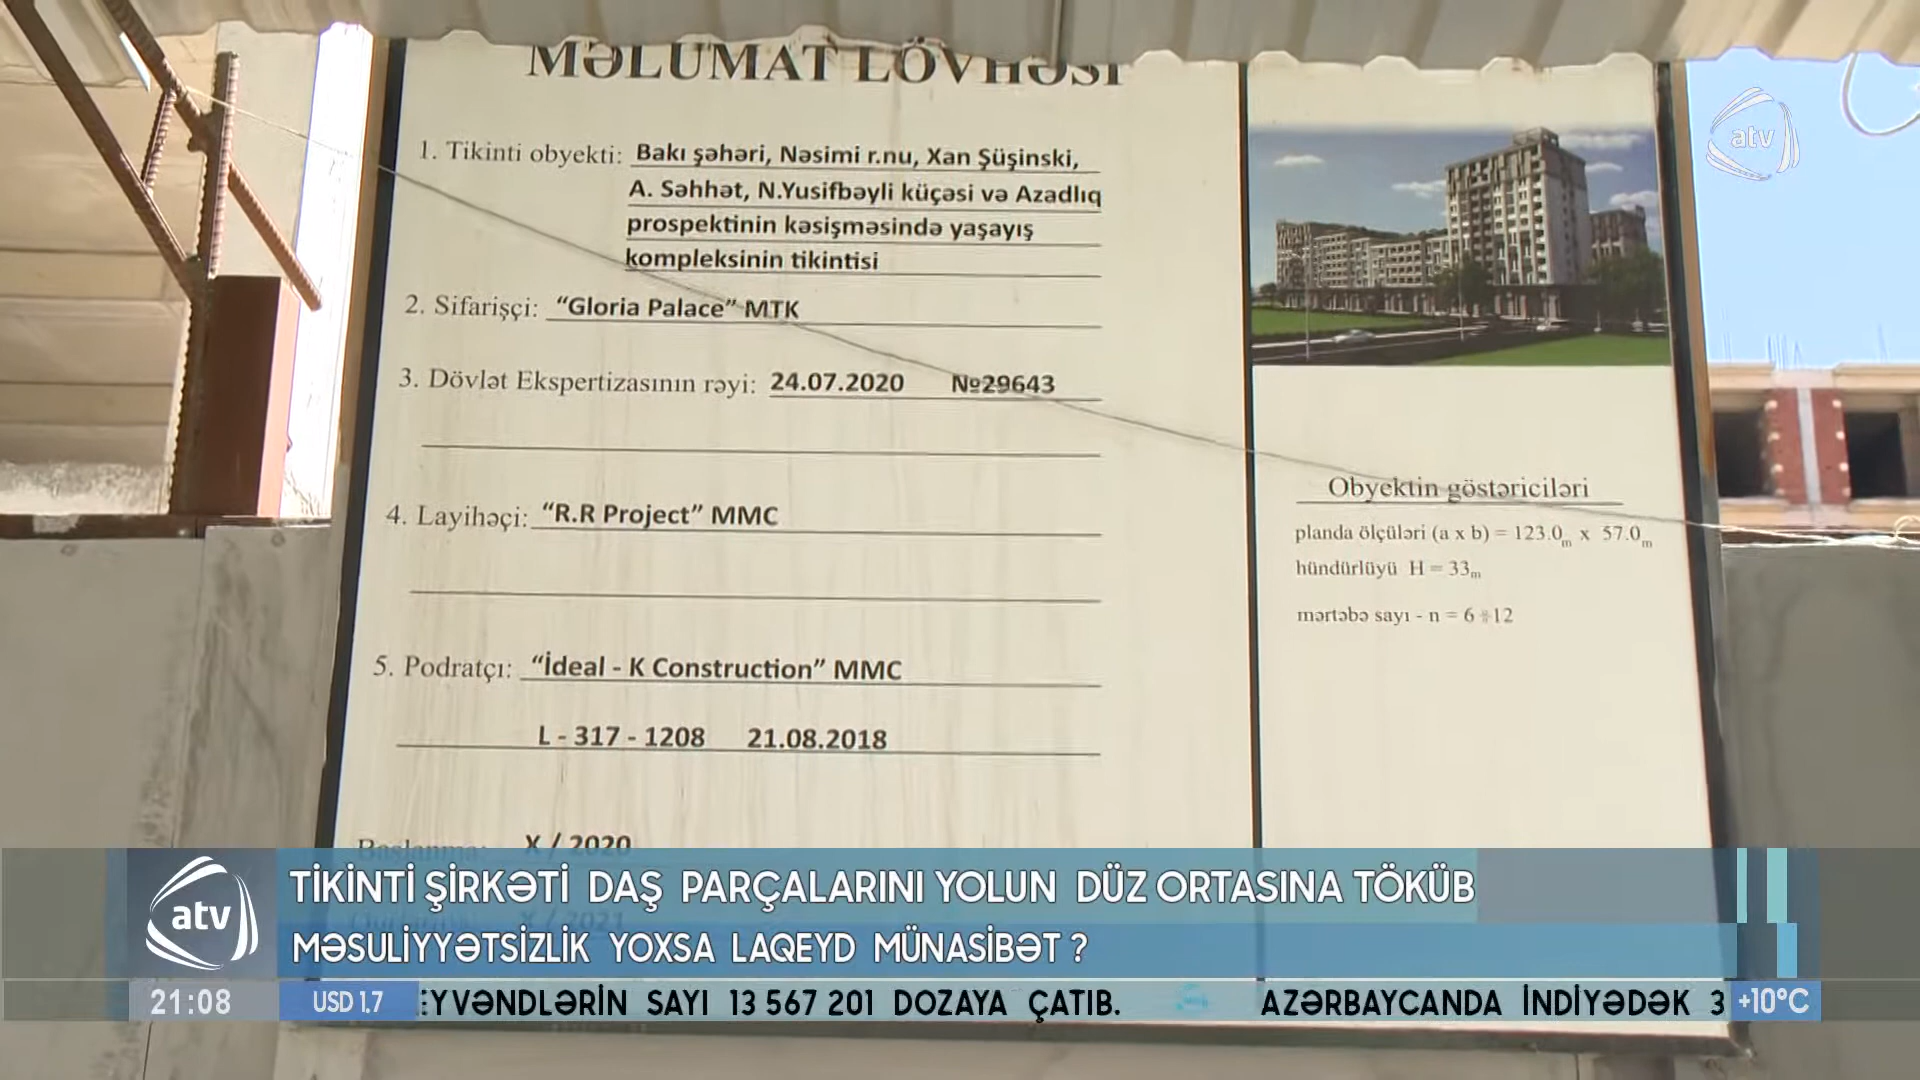 MƏLUMAT LÖVHƏSİ
1. Tikinti obyekti: Bakı şəhəri, Nəsimi r.nu, Xan Şüşinski,
A. Səhhət, N.Yusifbəyli küçəsi və Azadlıq
prospektinin kəsişməsində yaşayış
kompleksinin tikintisi
2. Sifarişçi: “Gloria Palace” MTK
3. Dövlət Ekspertizasının rəyi: 24.07.2020 №29643
4. Layihəçi: “R.R Project” MMC
5. Podratçı: “İdeal - K Construction” MMC
L - 317 - 1208 21.08.2018
Başlanma: X / 2020
X / 2021
Obyektin göstəriciləri
planda ölçüləri (a x b) = 123.0m x 57.0m
hündürlüyü H = 33m
mərtəbə sayı - n = 6 ÷ 12
atv
atv
TİKİNTİ ŞİRKƏTİ DAŞ PARÇALARINI YOLUN DÜZ ORTASINA TÖKÜB
MƏSULİYYƏTSİZLİK YOXSA LAQEYD MÜNASİBƏT ?
21:08 USD 1.7 EYVƏNDLƏRİN SAYI 13 567 201 DOZAYA ÇATIB. AZƏRBAYCANDA İNDİYƏDƏK 3 +10°C